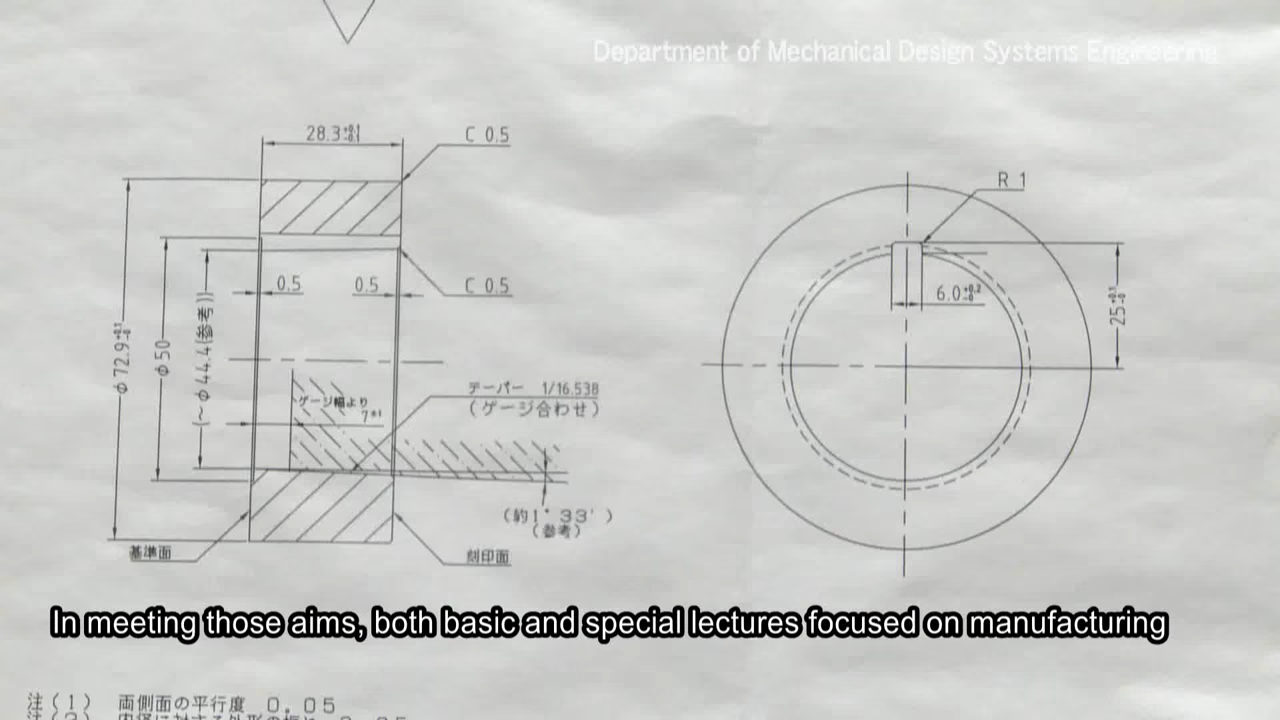 Department of Mechanical Design Systems Engineering
28.3
C 0.5
R 1
0.5
0.5
C 0.5
6.0
25
φ72.9
φ50
(~φ44.4(参考))
テーパー 1/16.538
(ゲージ合わせ)
ゲージ幅より
7±1
(約1°33′)
(参考)
基準面
刻印面
In meeting those aims, both basic and special lectures focused on manufacturing
注(1) 両側面の平行度 0.05